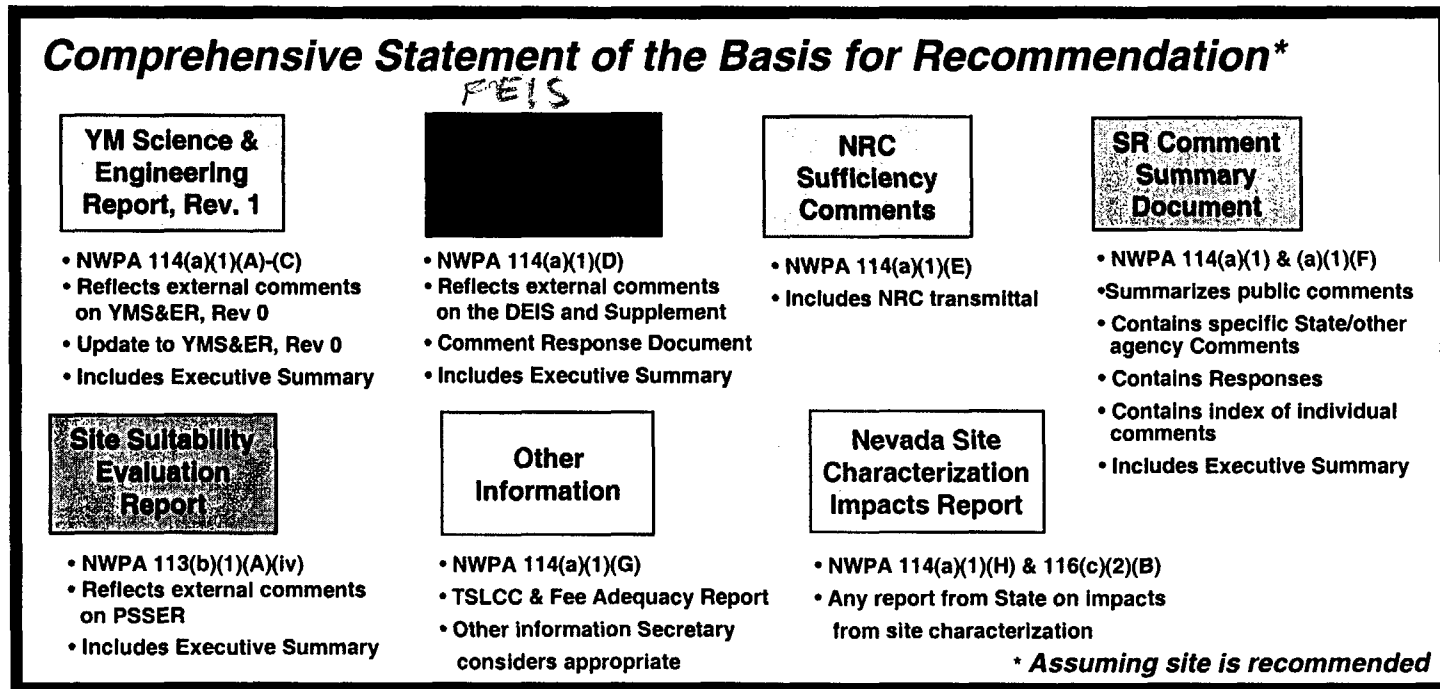 Comprehensive Statement of the Basis for Recommendation*
FEIS
YM Science &
Engineering
Report, Rev. 1
• NWPA 114(a)(1)(A)-(C)
• Reflects external comments
on YMS&ER, Rev 0
• Update to YMS&ER, Rev 0
• Includes Executive Summary
• NWPA 114(a)(1)(D)
• Reflects external comments
on the DEIS and Supplement
• Comment Response Document
• Includes Executive Summary
NRC
Sufficiency
Comments
• NWPA 114(a)(1)(E)
• Includes NRC transmittal
SR Comment
Summary
Document
• NWPA 114(a)(1) & (a)(1)(F)
•Summarizes public comments
• Contains specific State/other
agency Comments
• Contains Responses
• Contains index of individual
comments
• Includes Executive Summary
Site Suitability
Evaluation
Report
• NWPA 113(b)(1)(A)(iv)
• Reflects external comments
on PSSER
• Includes Executive Summary
Other
Information
• NWPA 114(a)(1)(G)
• TSLCC & Fee Adequacy Report
• Other information Secretary
considers appropriate
Nevada Site
Characterization
Impacts Report
• NWPA 114(a)(1)(H) & 116(c)(2)(B)
• Any report from State on impacts
from site characterization
* Assuming site is recommended